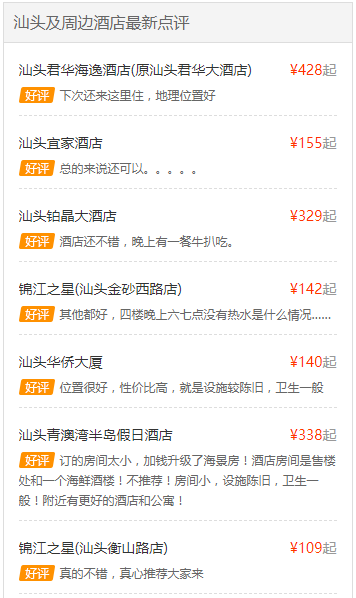 汕头及周边酒店最新点评
汕头君华海逸酒店(原汕头君华大酒店) ¥428起
好评 下次还来这里住，地理位置好
汕头宜家酒店 ¥155起
好评 总的来说还可以。。。。。
汕头铂晶大酒店 ¥329起
好评 酒店还不错，晚上有一餐牛扒吃。
锦江之星(汕头金砂西路店) ¥142起
好评 其他都好，四楼晚上六七点没有热水是什么情况......
汕头华侨大厦 ¥140起
好评 位置很好，性价比高，就是设施较陈旧，卫生一般
汕头青澳湾半岛假日酒店 ¥338起
好评 订的房间太小，加钱升级了海景房！酒店房间是售楼
处和一个海鲜酒楼！不推荐！房间小，设施陈旧，卫生一
般！附近有更好的酒店和公寓！
锦江之星(汕头衡山路店) ¥109起
好评 真的不错，真心推荐大家来